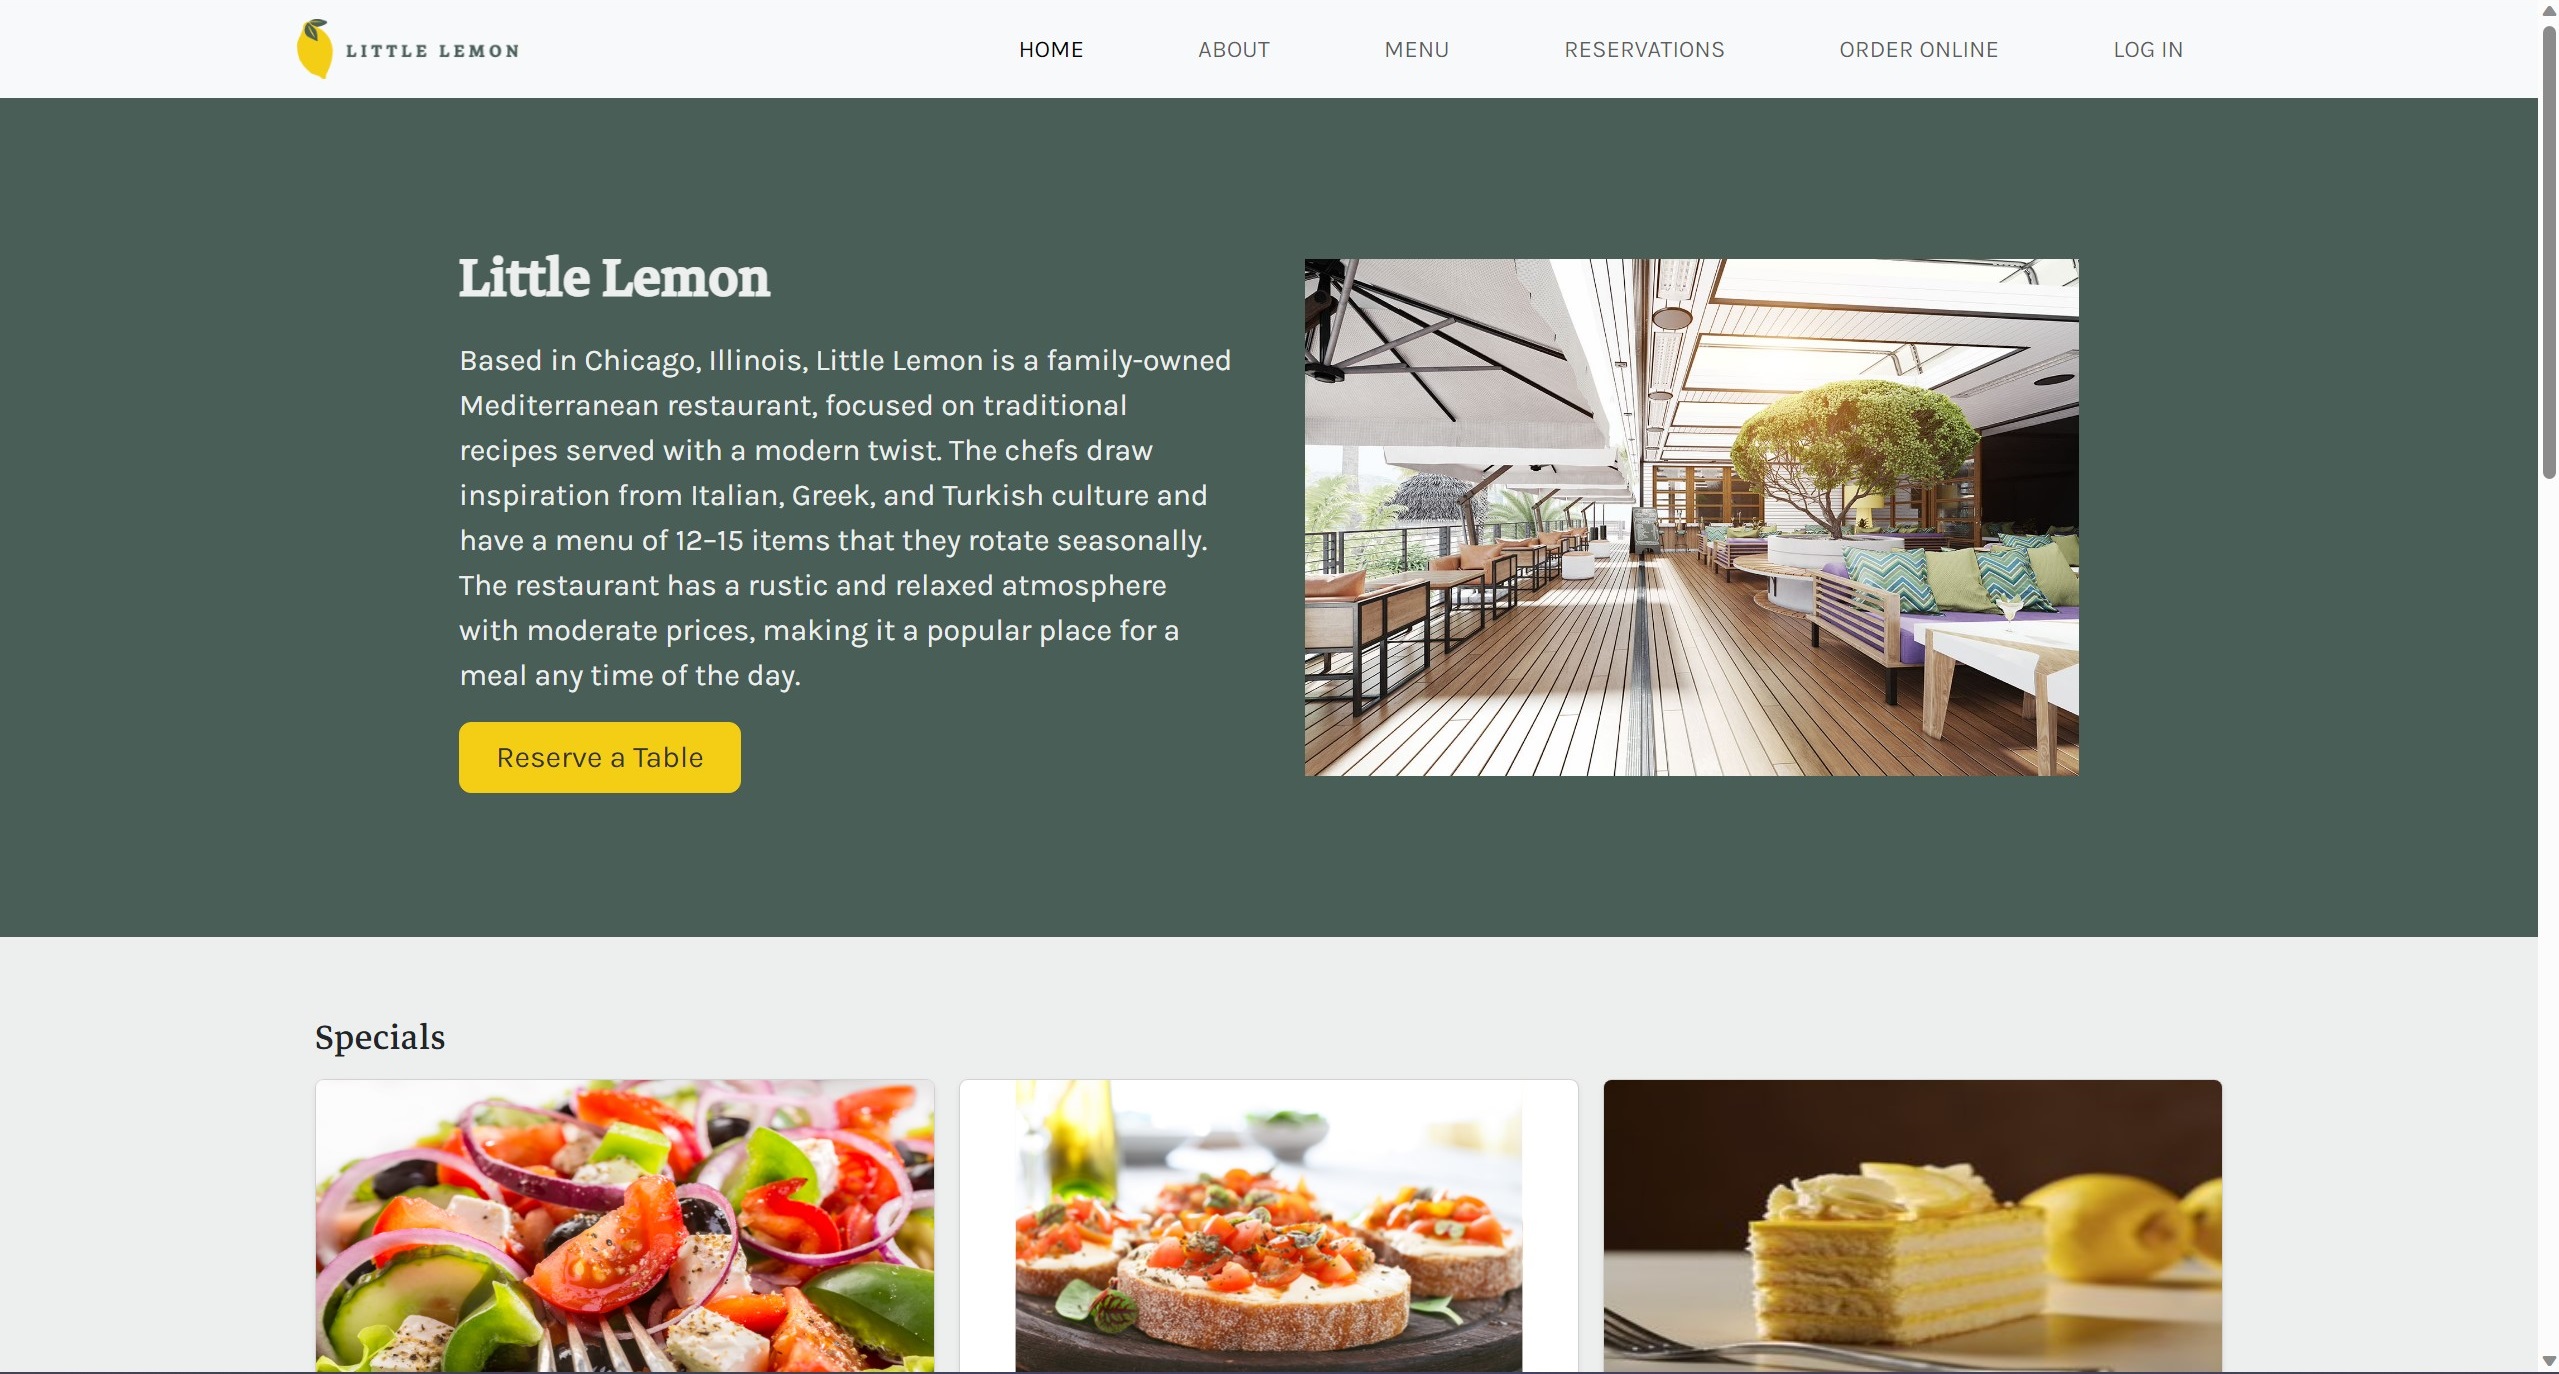 LITTLE LEMON
HOME
ABOUT
MENU
RESERVATIONS
ORDER ONLINE
LOG IN
Little Lemon
Based in Chicago, Illinois, Little Lemon is a family-owned
Mediterranean restaurant, focused on traditional
recipes served with a modern twist. The chefs draw
inspiration from Italian, Greek, and Turkish culture and
have a menu of 12–15 items that they rotate seasonally.
The restaurant has a rustic and relaxed atmosphere
with moderate prices, making it a popular place for a
meal any time of the day.
Reserve a Table
Specials